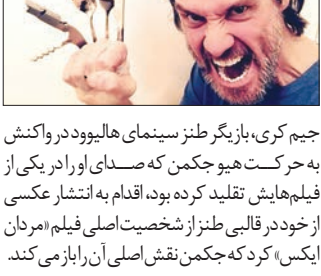 جیم کری، بازیگر طنز سینمای هالیوود در واکنش
به حرکت هیو جکمن که صدای او را در یکی از
فیلم‌هایش تقلید کرده بود، اقدام به انتشار عکسی
از خود در قالبی طنز از شخصیت اصلی فیلم «مردان
ایکس» کرد که جکمن نقش اصلی آن را باز می کند.